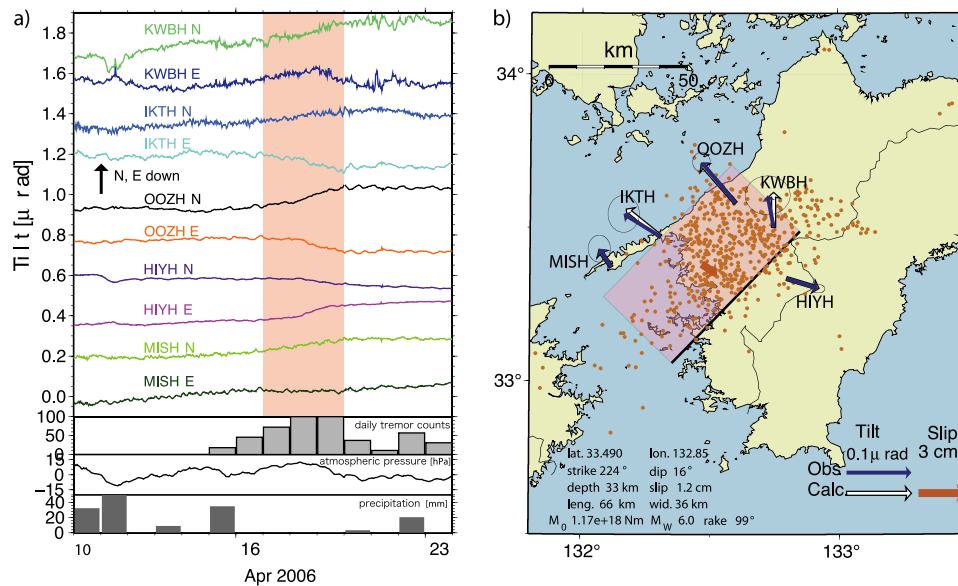 a)
1.8
1.6
1.4
1.2
1.0
0.8
0.6
0.4
0.2
0.0
Tilt [μ rad]
KWBH N
KWBH E
IKTH N
IKTH E
N, E down
OOZH N
OOZH E
HIYH N
HIYH E
MISH N
MISH E
100
50
0
daily tremor counts
15
0
−15
atmospheric pressure [hPa]
40
20
0
precipitation [mm]
10
16
23
Apr 2006
b)
km
0
50
34°
33°
OOZH
KWBH
IKTH
MISH
HIYH
lat. 33.490 lon. 132.85
strike 224° dip 16°
depth 33 km slip 1.2 cm
leng. 66 km wid. 36 km
M0 1.17e+18 Nm MW 6.0 rake 99°
Tilt Slip
0.1μ rad 3 cm
Obs
Calc
132°
133°